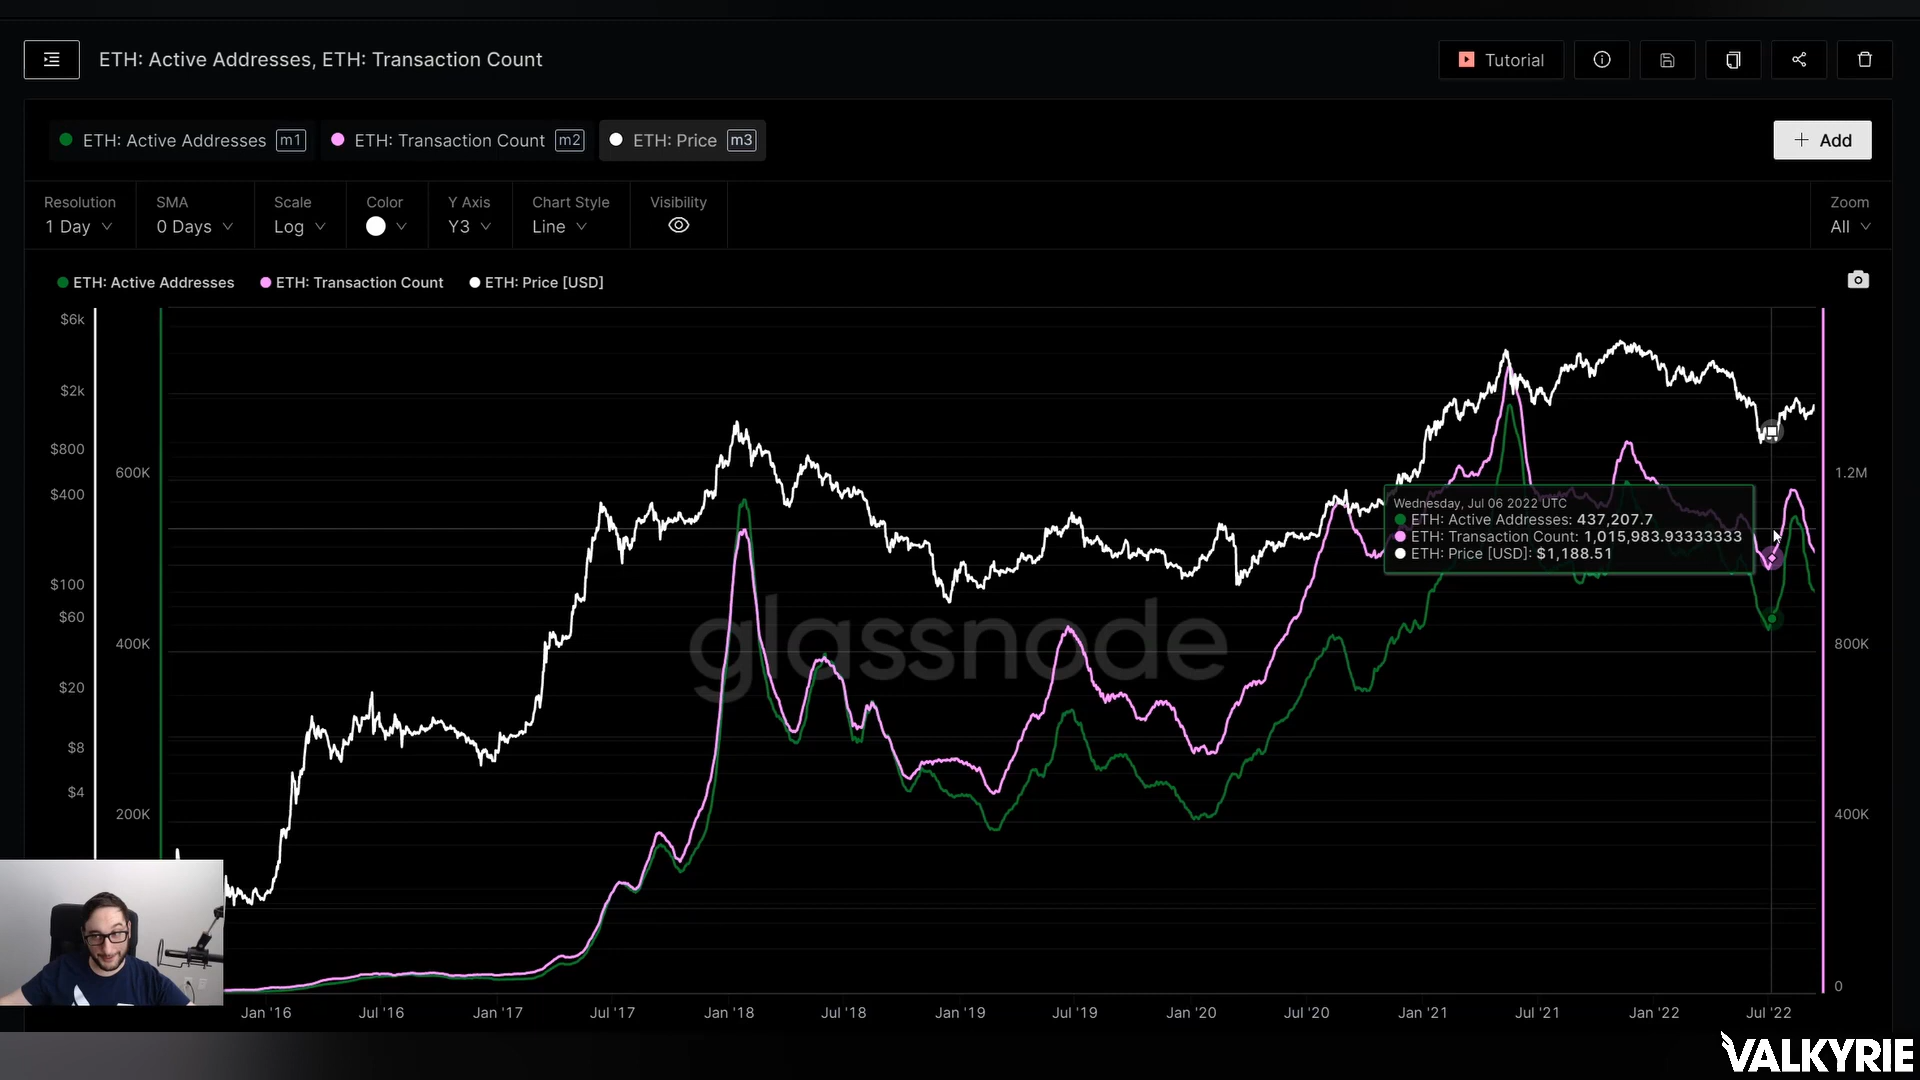 ETH: Active Addresses, ETH: Transaction Count
Tutorial
ETH: Active Addresses m1 ETH: Transaction Count m2 ETH: Price m3
+ Add
Resolution SMA Scale Color Y Axis Chart Style Visibility Zoom
1 Day 0 Days Log Y3 Line All
ETH: Active Addresses ETH: Transaction Count ETH: Price [USD]
$6k
$2k
$800
$400
$100
$60
$20
$8
$4
600K
400K
200K
glassnode
Wednesday, Jul 06 2022 UTC
ETH: Active Addresses: 437,207.7
ETH: Transaction Count: 1,015,983.93333333
ETH: Price [USD]: $1,188.51
1.2M
800K
400K
0
Jan '16 Jul '16 Jan '17 Jul '17 Jan '18 Jul '18 Jan '19 Jul '19 Jan '20 Jul '20 Jan '21 Jul '21 Jan '22 Jul '22
VALKYRIE